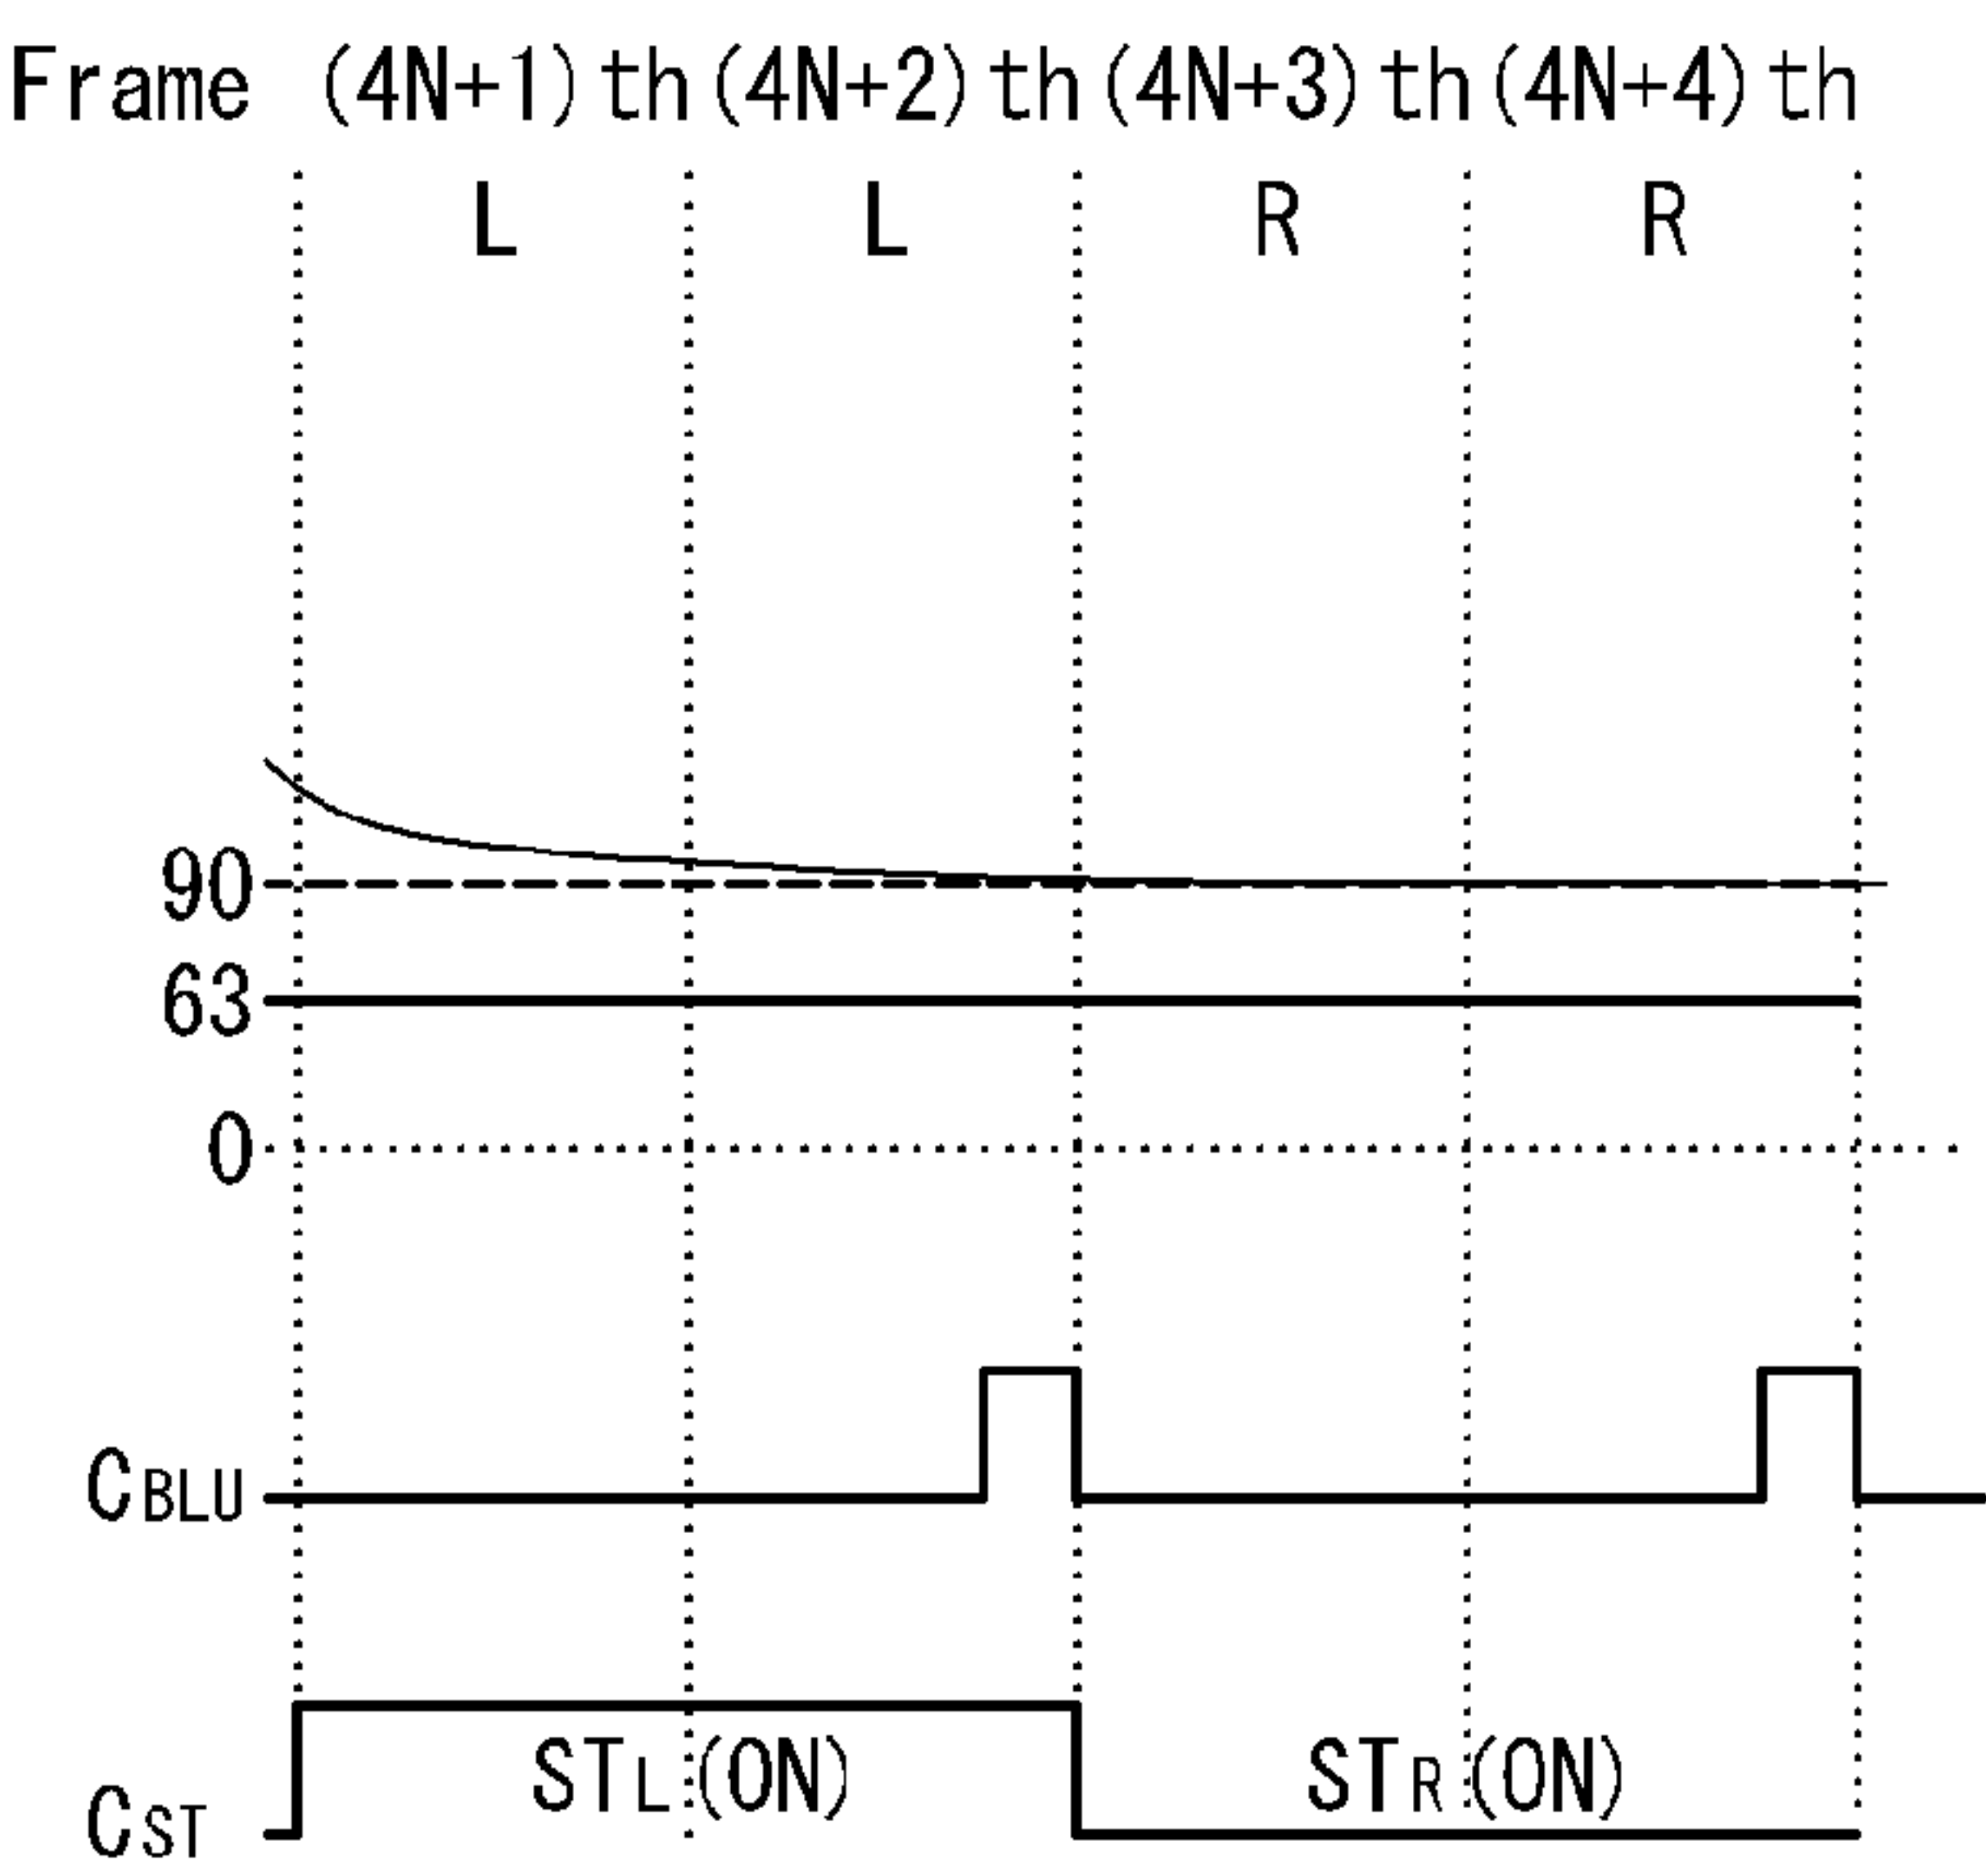 Frame (4N+1)th(4N+2)th(4N+3)th(4N+4)th
L L R R
90
63
0
CBLU
STL(ON) STR(ON)
CST